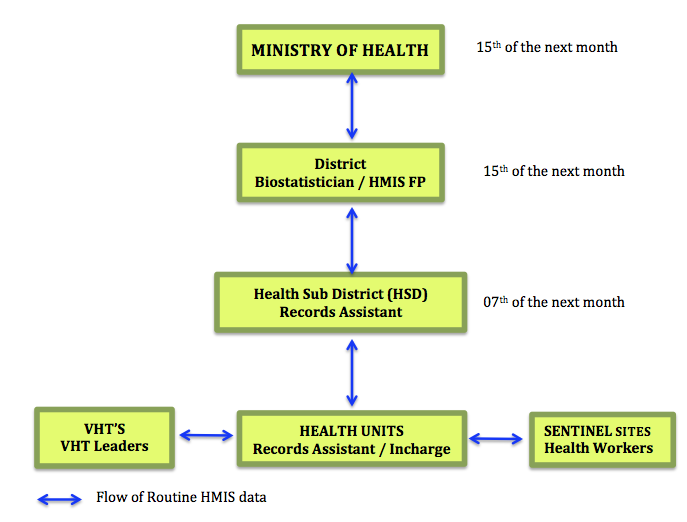 MINISTRY OF HEALTH
15th of the next month
District
Biostatistician / HMIS FP
15th of the next month
Health Sub District (HSD)
Records Assistant
07th of the next month
VHT'S
VHT Leaders
HEALTH UNITS
Records Assistant / Incharge
SENTINEL SITES
Health Workers
Flow of Routine HMIS data